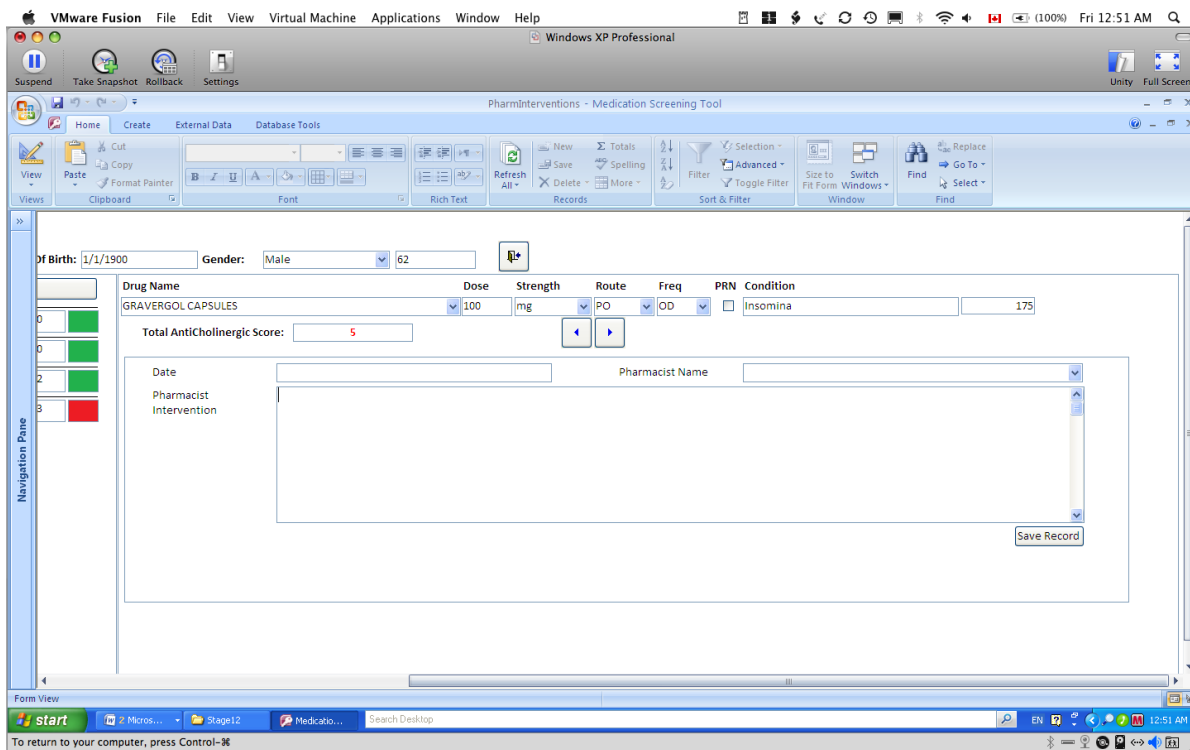 VMware Fusion File Edit View Virtual Machine Applications Window Help (100%) Fri 12:51 AM
Windows XP Professional
Suspend Take Snapshot Rollback Settings Unity Full Screen
PharmInterventions - Medication Screening Tool
Home Create External Data Database Tools
View Paste Cut Copy Format Painter
B I U A
Refresh All New Save Delete Totals Spelling More
Filter Selection Advanced Toggle Filter
Size to Fit Form Switch Windows
Find Replace Go To Select
Views Clipboard Font Rich Text Records Sort & Filter Window Find
Of Birth: 1/1/1900 Gender: Male 62
Drug Name Dose Strength Route Freq PRN Condition
GRAVERGOL CAPSULES 100 mg PO OD Insomina 175
0
Total AntiCholinergic Score: 5
0
2
3
Date Pharmacist Name
Pharmacist
Intervention
Save Record
Navigation Pane
Form View
start 2 Micros... Stage12 Medicatio... Search Desktop EN 12:51 AM
To return to your computer, press Control-⌘